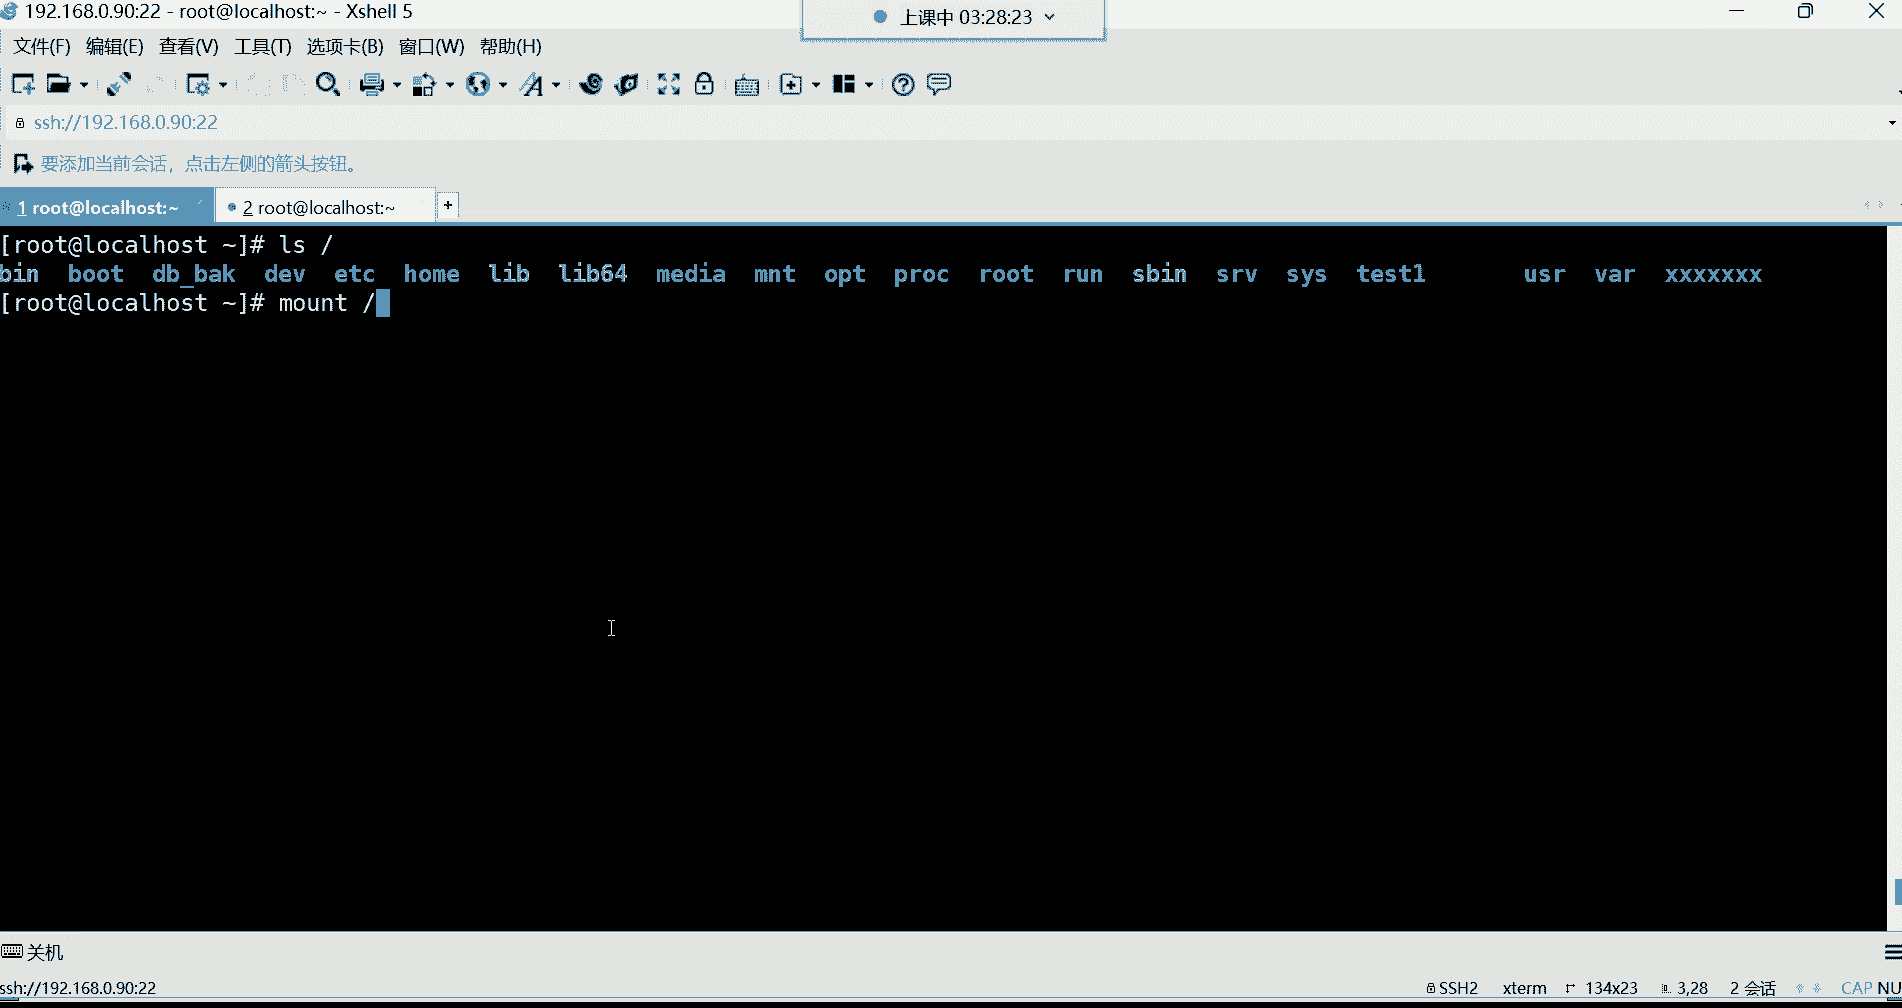 192.168.0.90:22 - root@localhost:~ - Xshell 5
上课中 03:28:23
文件(F) 编辑(E) 查看(V) 工具(T) 选项卡(B) 窗口(W) 帮助(H)
ssh://192.168.0.90:22
要添加当前会话，点击左侧的箭头按钮。
1 root@localhost:~ 2 root@localhost:~ +
[root@localhost ~]# ls /
bin boot db_bak dev etc home lib lib64 media mnt opt proc root run sbin srv sys test1 usr var xxxxxxx
[root@localhost ~]# mount /
关机
ssh://192.168.0.90:22 SSH2 xterm 134x23 3,28 2 会话 CAP NU